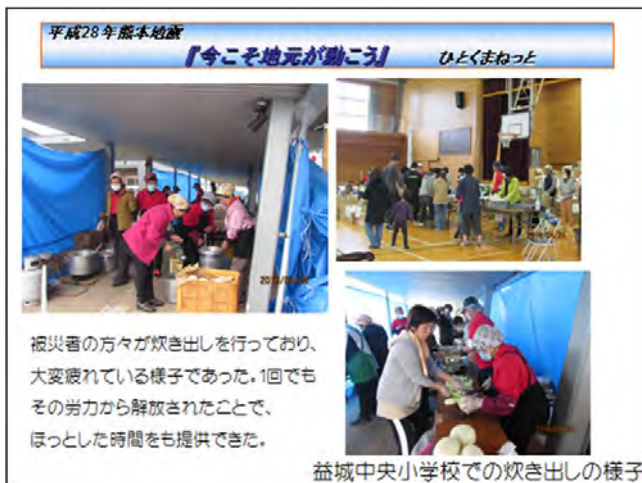 平成28年熊本地震
『今こそ地元が動こう』 ひとくまねっと
被災者の方々が炊き出しを行っており、
大変疲れている様子であった。1回でも
その労力から解放されたことで、
ほっとした時間をも提供できた。
益城中央小学校での炊き出しの様子